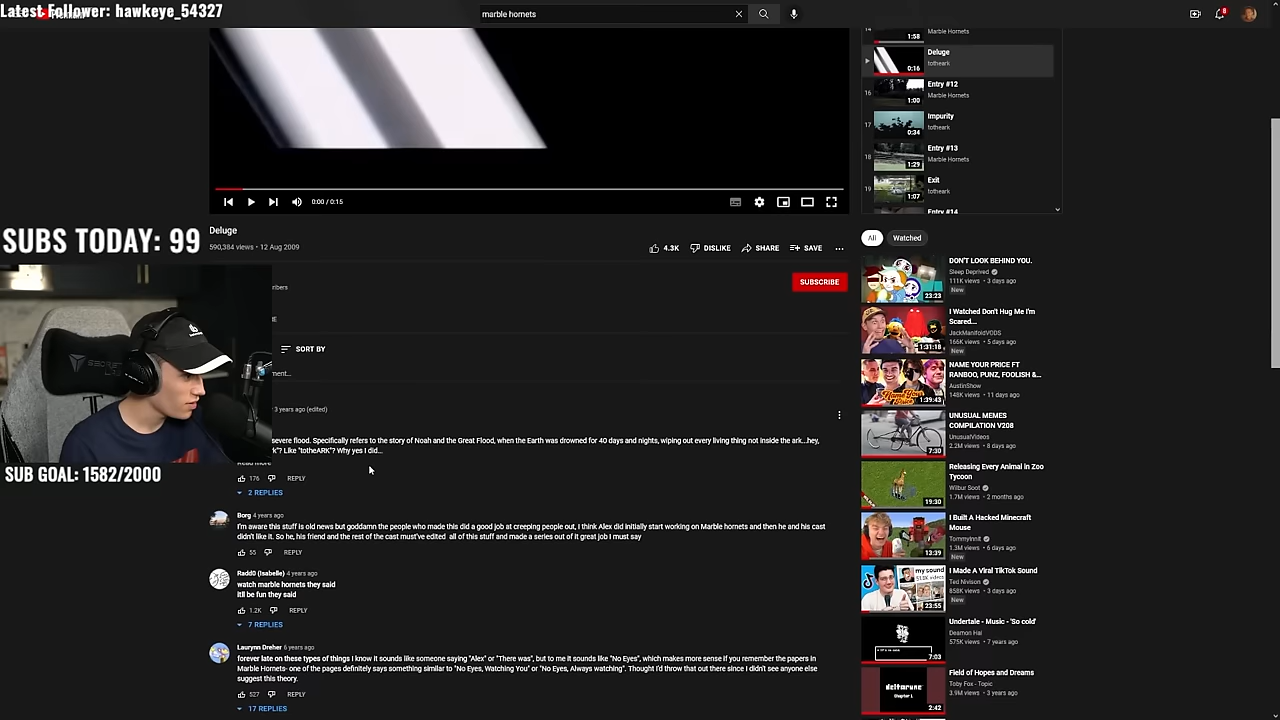 Latest Follower: hawkeye_54327
marble hornets
8
14
1:58
Marble Hornets
Deluge
totheark
0:16
16
Entry #12
Marble Hornets
1:00
17
Impurity
totheark
0:34
18
Entry #13
Marble Hornets
1:29
19
Exit
totheark
1:07
Entry #14
0:00 / 0:15
Deluge
590,384 views • 12 Aug 2009
4.3K
DISLIKE
SHARE
SAVE
SUBS TODAY: 99
ribers
SUBSCRIBE
SORT BY
ment...
3 years ago (edited)
severe flood. Specifically refers to the story of Noah and the Great Flood, when the Earth was drowned for 40 days and nights, wiping out every living thing not inside the ark...hey,
k"? Like "totheARK"? Why yes I did...
Read more
176
REPLY
2 REPLIES
SUB GOAL: 1582/2000
Borg 4 years ago
I'm aware this stuff is old news but goddamn the people who made this did a good job at creeping people out, I think Alex did initially start working on Marble hornets and then he and his cast
didn't like it. So he, his friend and the rest of the cast must've edited all of this stuff and made a series out of it great job I must say
55
REPLY
Radd0 (Isabelle) 4 years ago
watch marble hornets they said
itll be fun they said
1.2K
REPLY
7 REPLIES
Laurynn Dreher 6 years ago
forever late on these types of things I know it sounds like someone saying "Alex" or "There was", but to me it sounds like "No Eyes", which makes more sense if you remember the papers in
Marble Hornets- one of the pages definitely says something similar to "No Eyes, Watching You" or "No Eyes, Always watching". Thought I'd throw that out there since I didn't see anyone else
suggest this theory.
527
REPLY
17 REPLIES
All
Watched
DON'T LOOK BEHIND YOU.
Sleep Deprived
111K views • 3 days ago
New
23:23
I Watched Don't Hug Me I'm
Scared...
JackManifoldVODS
166K views • 5 days ago
New
1:31:18
NAME YOUR PRICE FT
RANBOO, PUNZ, FOOLISH &...
AustinShow
148K views • 11 days ago
1:39:43
UNUSUAL MEMES
COMPILATION V208
UnusualVideos
2.2M views • 8 days ago
7:30
Releasing Every Animal in Zoo
Tycoon
Wilbur Soot
1.7M views • 2 months ago
19:30
I Built A Hacked Minecraft
Mouse
TommyInnit
1.3M views • 6 days ago
New
13:39
I Made A Viral TikTok Sound
Ted Nivison
858K views • 3 days ago
New
my sound
23:55
Undertale - Music - 'So cold'
Deamon Hal
575K views • 7 years ago
7:03
Field of Hopes and Dreams
Toby Fox - Topic
3.9M views • 3 years ago
deltarune
Chapter 1
2:42